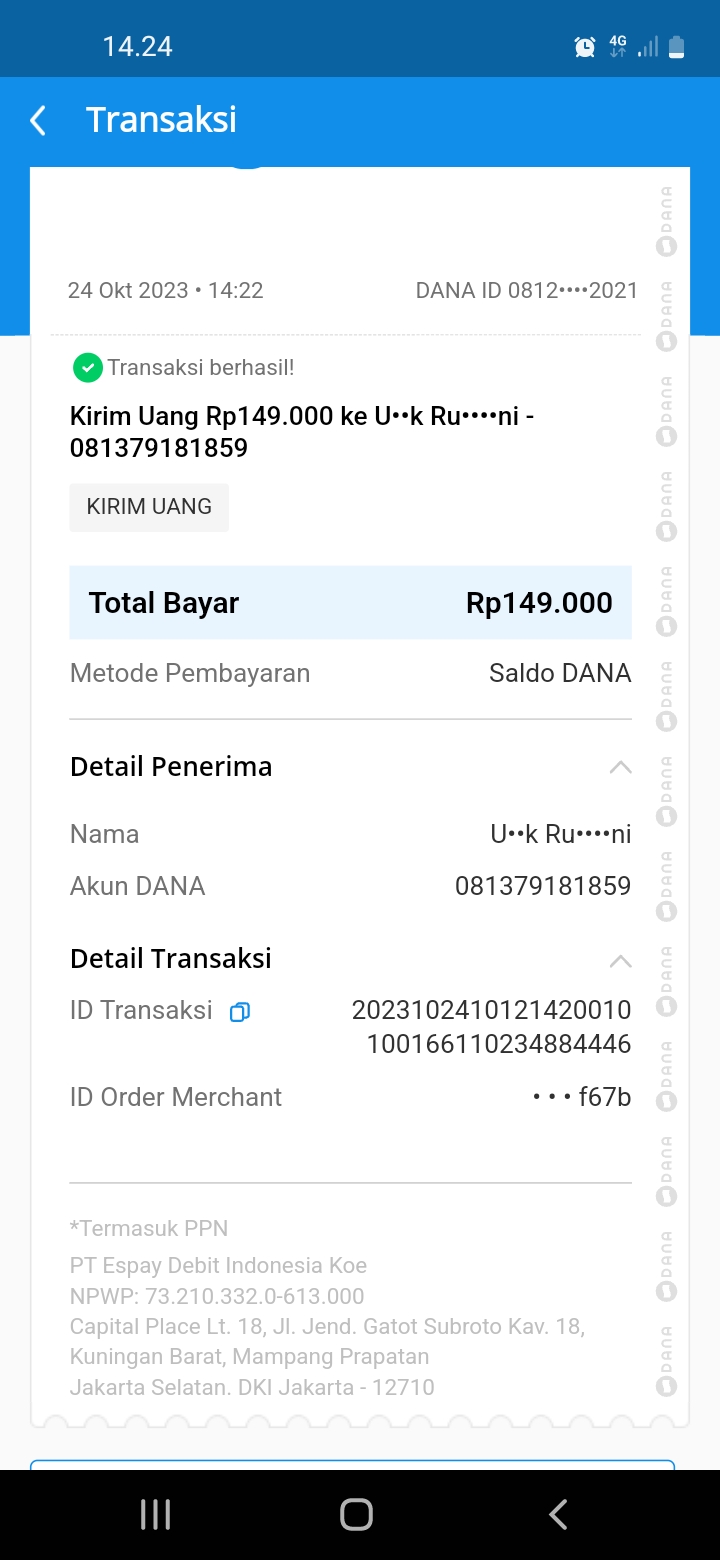 14.24
4G
Transaksi
24 Okt 2023 • 14:22
DANA ID 0812••••2021
Transaksi berhasil!
Kirim Uang Rp149.000 ke U••k Ru••••ni -
081379181859
KIRIM UANG
Total Bayar Rp149.000
Metode Pembayaran Saldo DANA
Detail Penerima
Nama U••k Ru••••ni
Akun DANA 081379181859
Detail Transaksi
ID Transaksi 2023102410121420010
100166110234884446
ID Order Merchant • • • f67b
*Termasuk PPN
PT Espay Debit Indonesia Koe
NPWP: 73.210.332.0-613.000
Capital Place Lt. 18, Jl. Jend. Gatot Subroto Kav. 18,
Kuningan Barat, Mampang Prapatan
Jakarta Selatan. DKI Jakarta - 12710
DANA
DANA
DANA
DANA
DANA
DANA
DANA
DANA
DANA
DANA
DANA
DANA
DANA